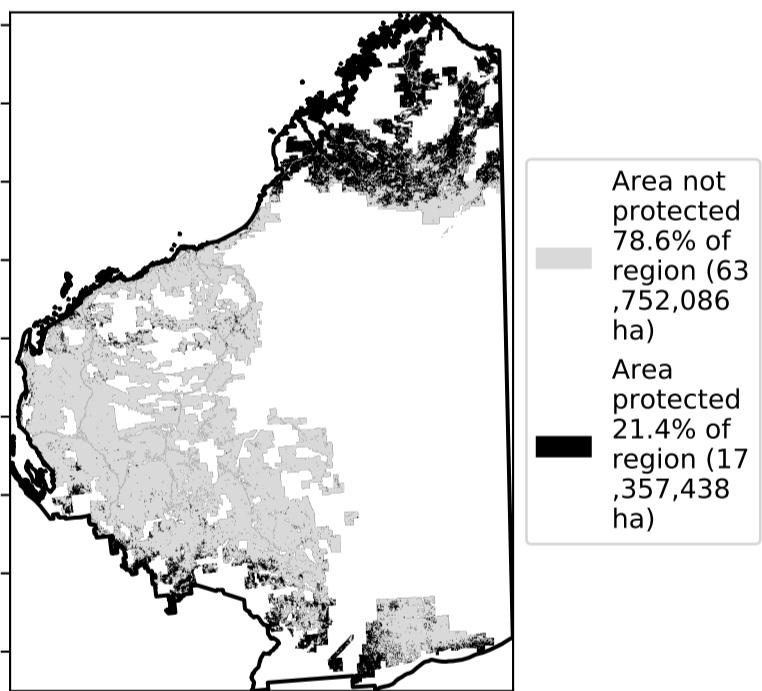 Area not
protected
78.6% of
region (63
,752,086
ha)
Area
protected
21.4% of
region (17
,357,438
ha)